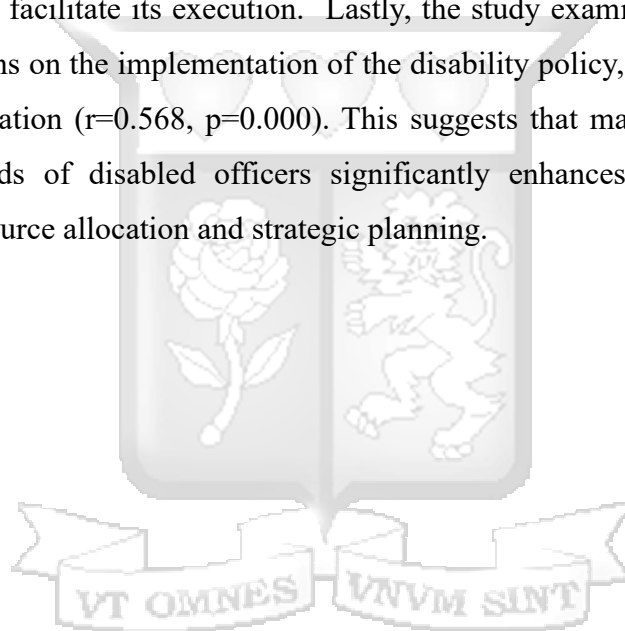 facilitate its execution. Lastly, the study exami
ns on the implementation of the disability policy,
ation (r=0.568, p=0.000). This suggests that ma
ds of disabled officers significantly enhances
urce allocation and strategic planning.
VT OMNES VNVM SINT